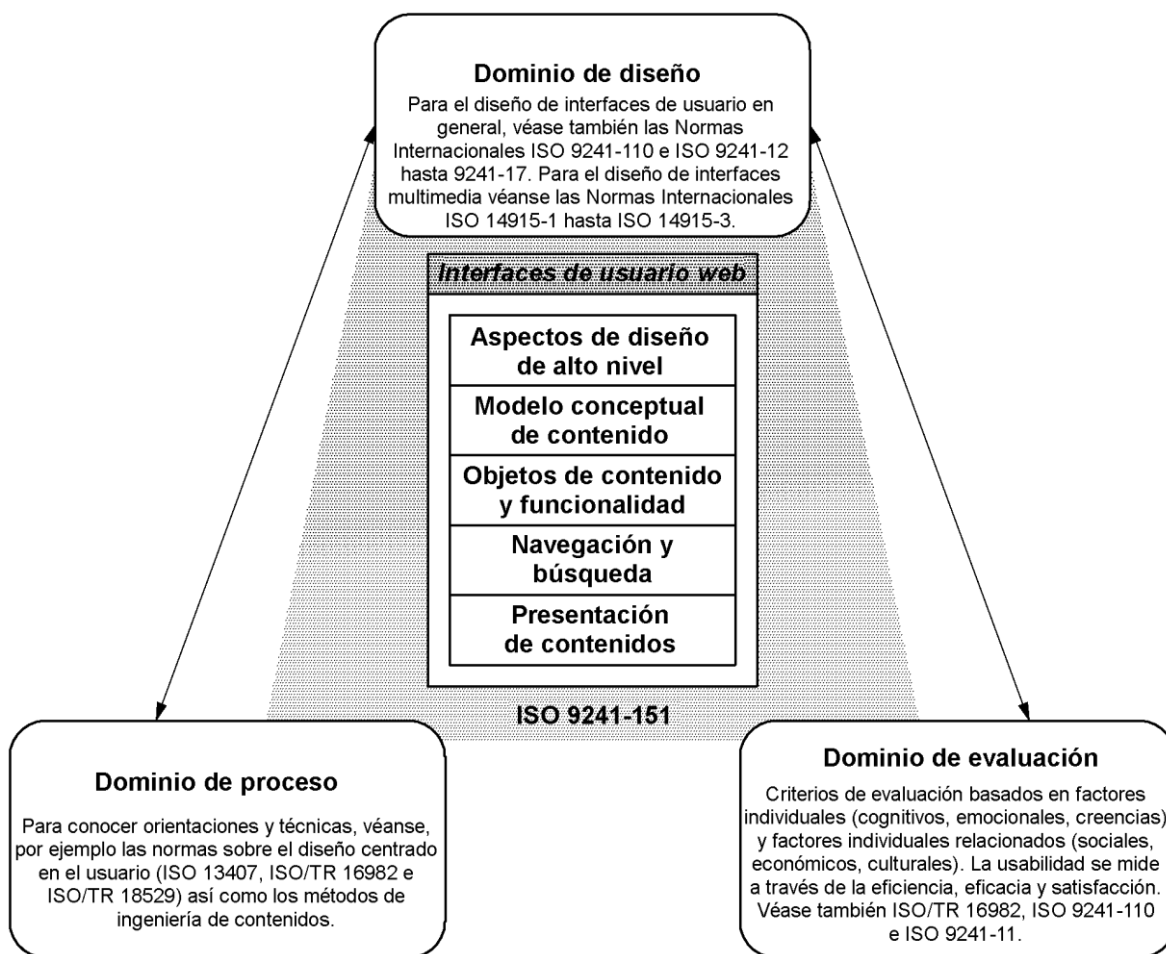 Dominio de diseño
Para el diseño de interfaces de usuario en
general, véase también las Normas
Internacionales ISO 9241-110 e ISO 9241-12
hasta 9241-17. Para el diseño de interfaces
multimedia véanse las Normas Internacionales
ISO 14915-1 hasta ISO 14915-3.
Interfaces de usuario web
Aspectos de diseño
de alto nivel
Modelo conceptual
de contenido
Objetos de contenido
y funcionalidad
Navegación y
búsqueda
Presentación
de contenidos
ISO 9241-151
Dominio de proceso
Para conocer orientaciones y técnicas, véanse,
por ejemplo las normas sobre el diseño centrado
en el usuario (ISO 13407, ISO/TR 16982 e
ISO/TR 18529) así como los métodos de
ingeniería de contenidos.
Dominio de evaluación
Criterios de evaluación basados en factores
individuales (cognitivos, emocionales, creencias)
y factores individuales relacionados (sociales,
económicos, culturales). La usabilidad se mide
a través de la eficiencia, eficacia y satisfacción.
Véase también ISO/TR 16982, ISO 9241-110
e ISO 9241-11.